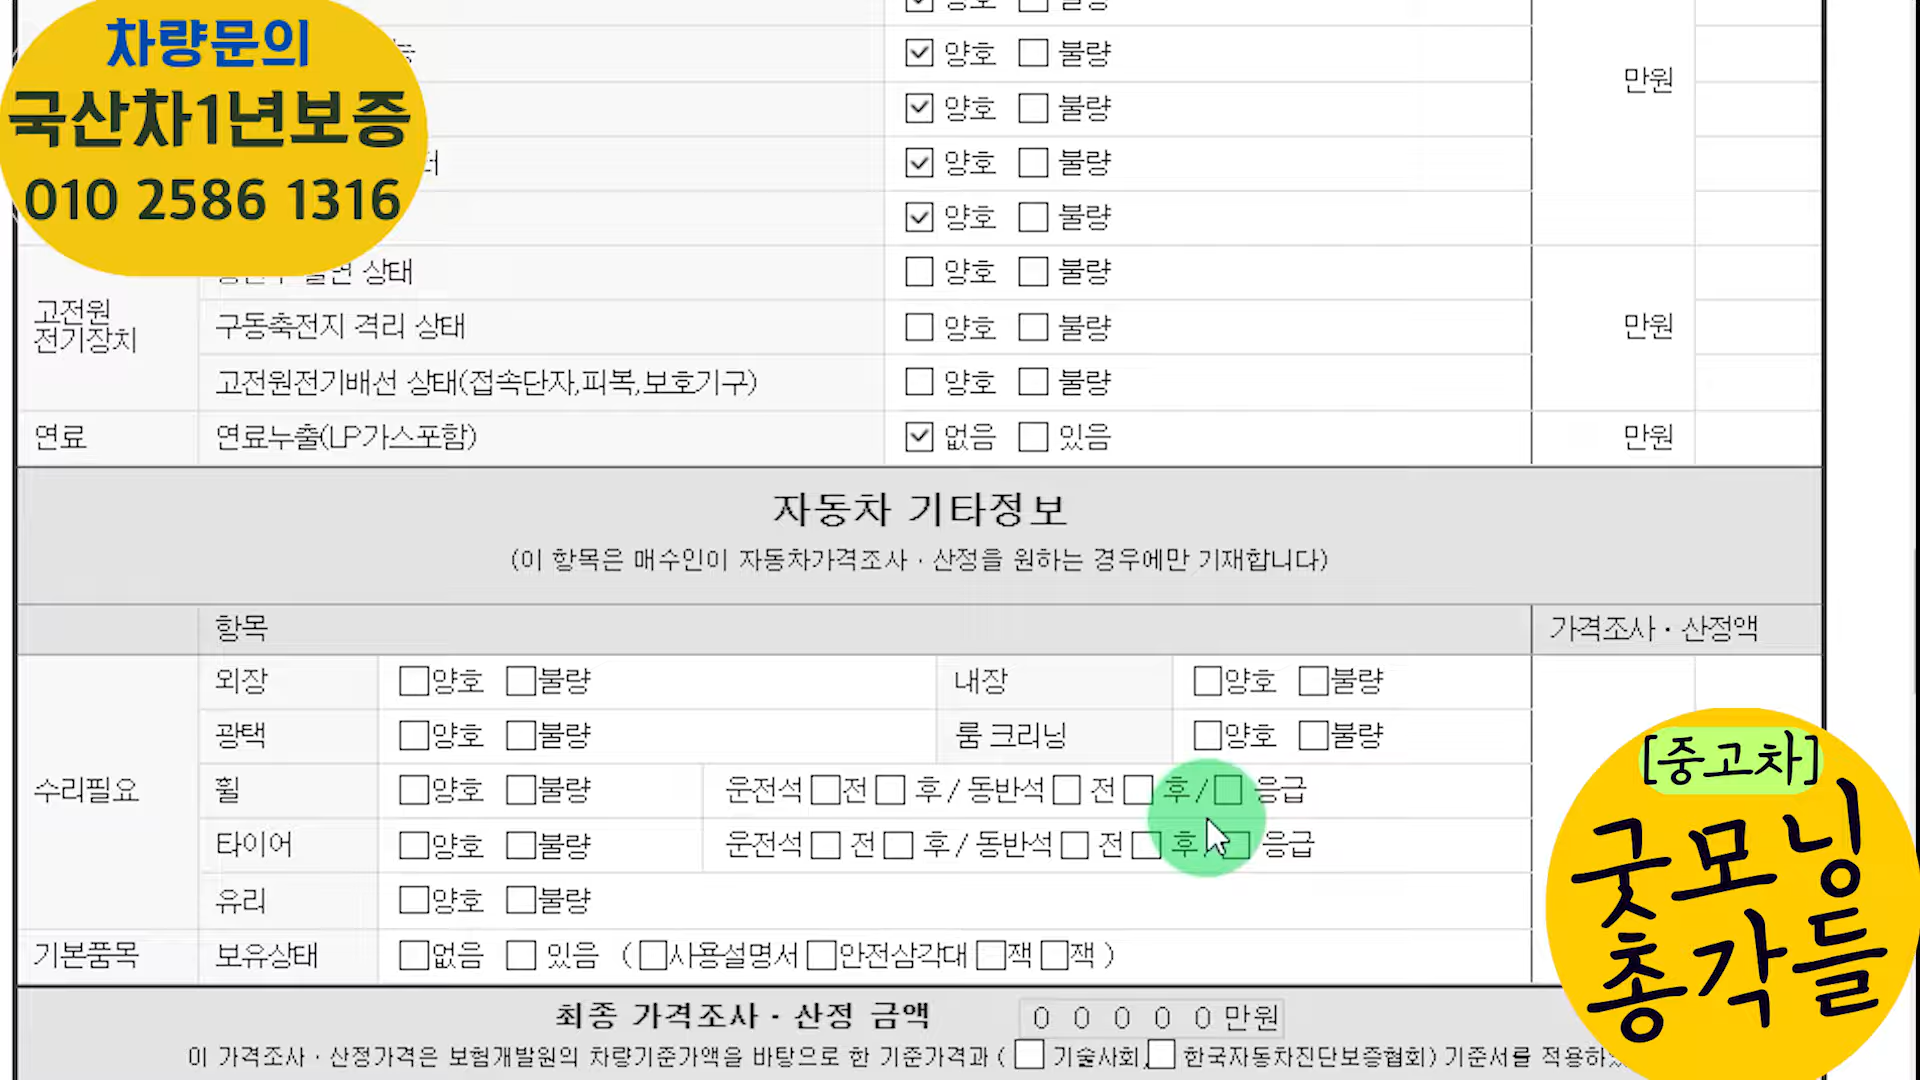 차량문의
국산차1년보증
010 2586 1316
양호 불량
양호 불량
양호 불량
양호 불량
양호 불량
만원
고전원
전기장치
상태 양호 불량
구동축전지 격리 상태 양호 불량
만원
고전원전기배선 상태(접속단자,피복,보호기구) 양호 불량
연료 연료누출(LP가스포함) 없음 있음 만원
자동차 기타정보
(이 항목은 매수인이 자동차가격조사·산정을 원하는 경우에만 기재합니다)
항목 가격조사·산정액
수리필요
외장 양호 불량 내장 양호 불량
광택 양호 불량 룸 크리닝 양호 불량
휠 양호 불량 운전석 전 후 / 동반석 전 후 / 응급
타이어 양호 불량 운전석 전 후 / 동반석 전 후 / 응급
유리 양호 불량
기본품목 보유상태 없음 있음 ( 사용설명서 안전삼각대 잭 잭 )
최종 가격조사·산정 금액 0 0 0 0 0 만원
이 가격조사·산정가격은 보험개발원의 차량기준가액을 바탕으로 한 기준가격과 ( 기술사회, 한국자동차진단보증협회) 기준서를
[중고차]
굿모닝
총각들